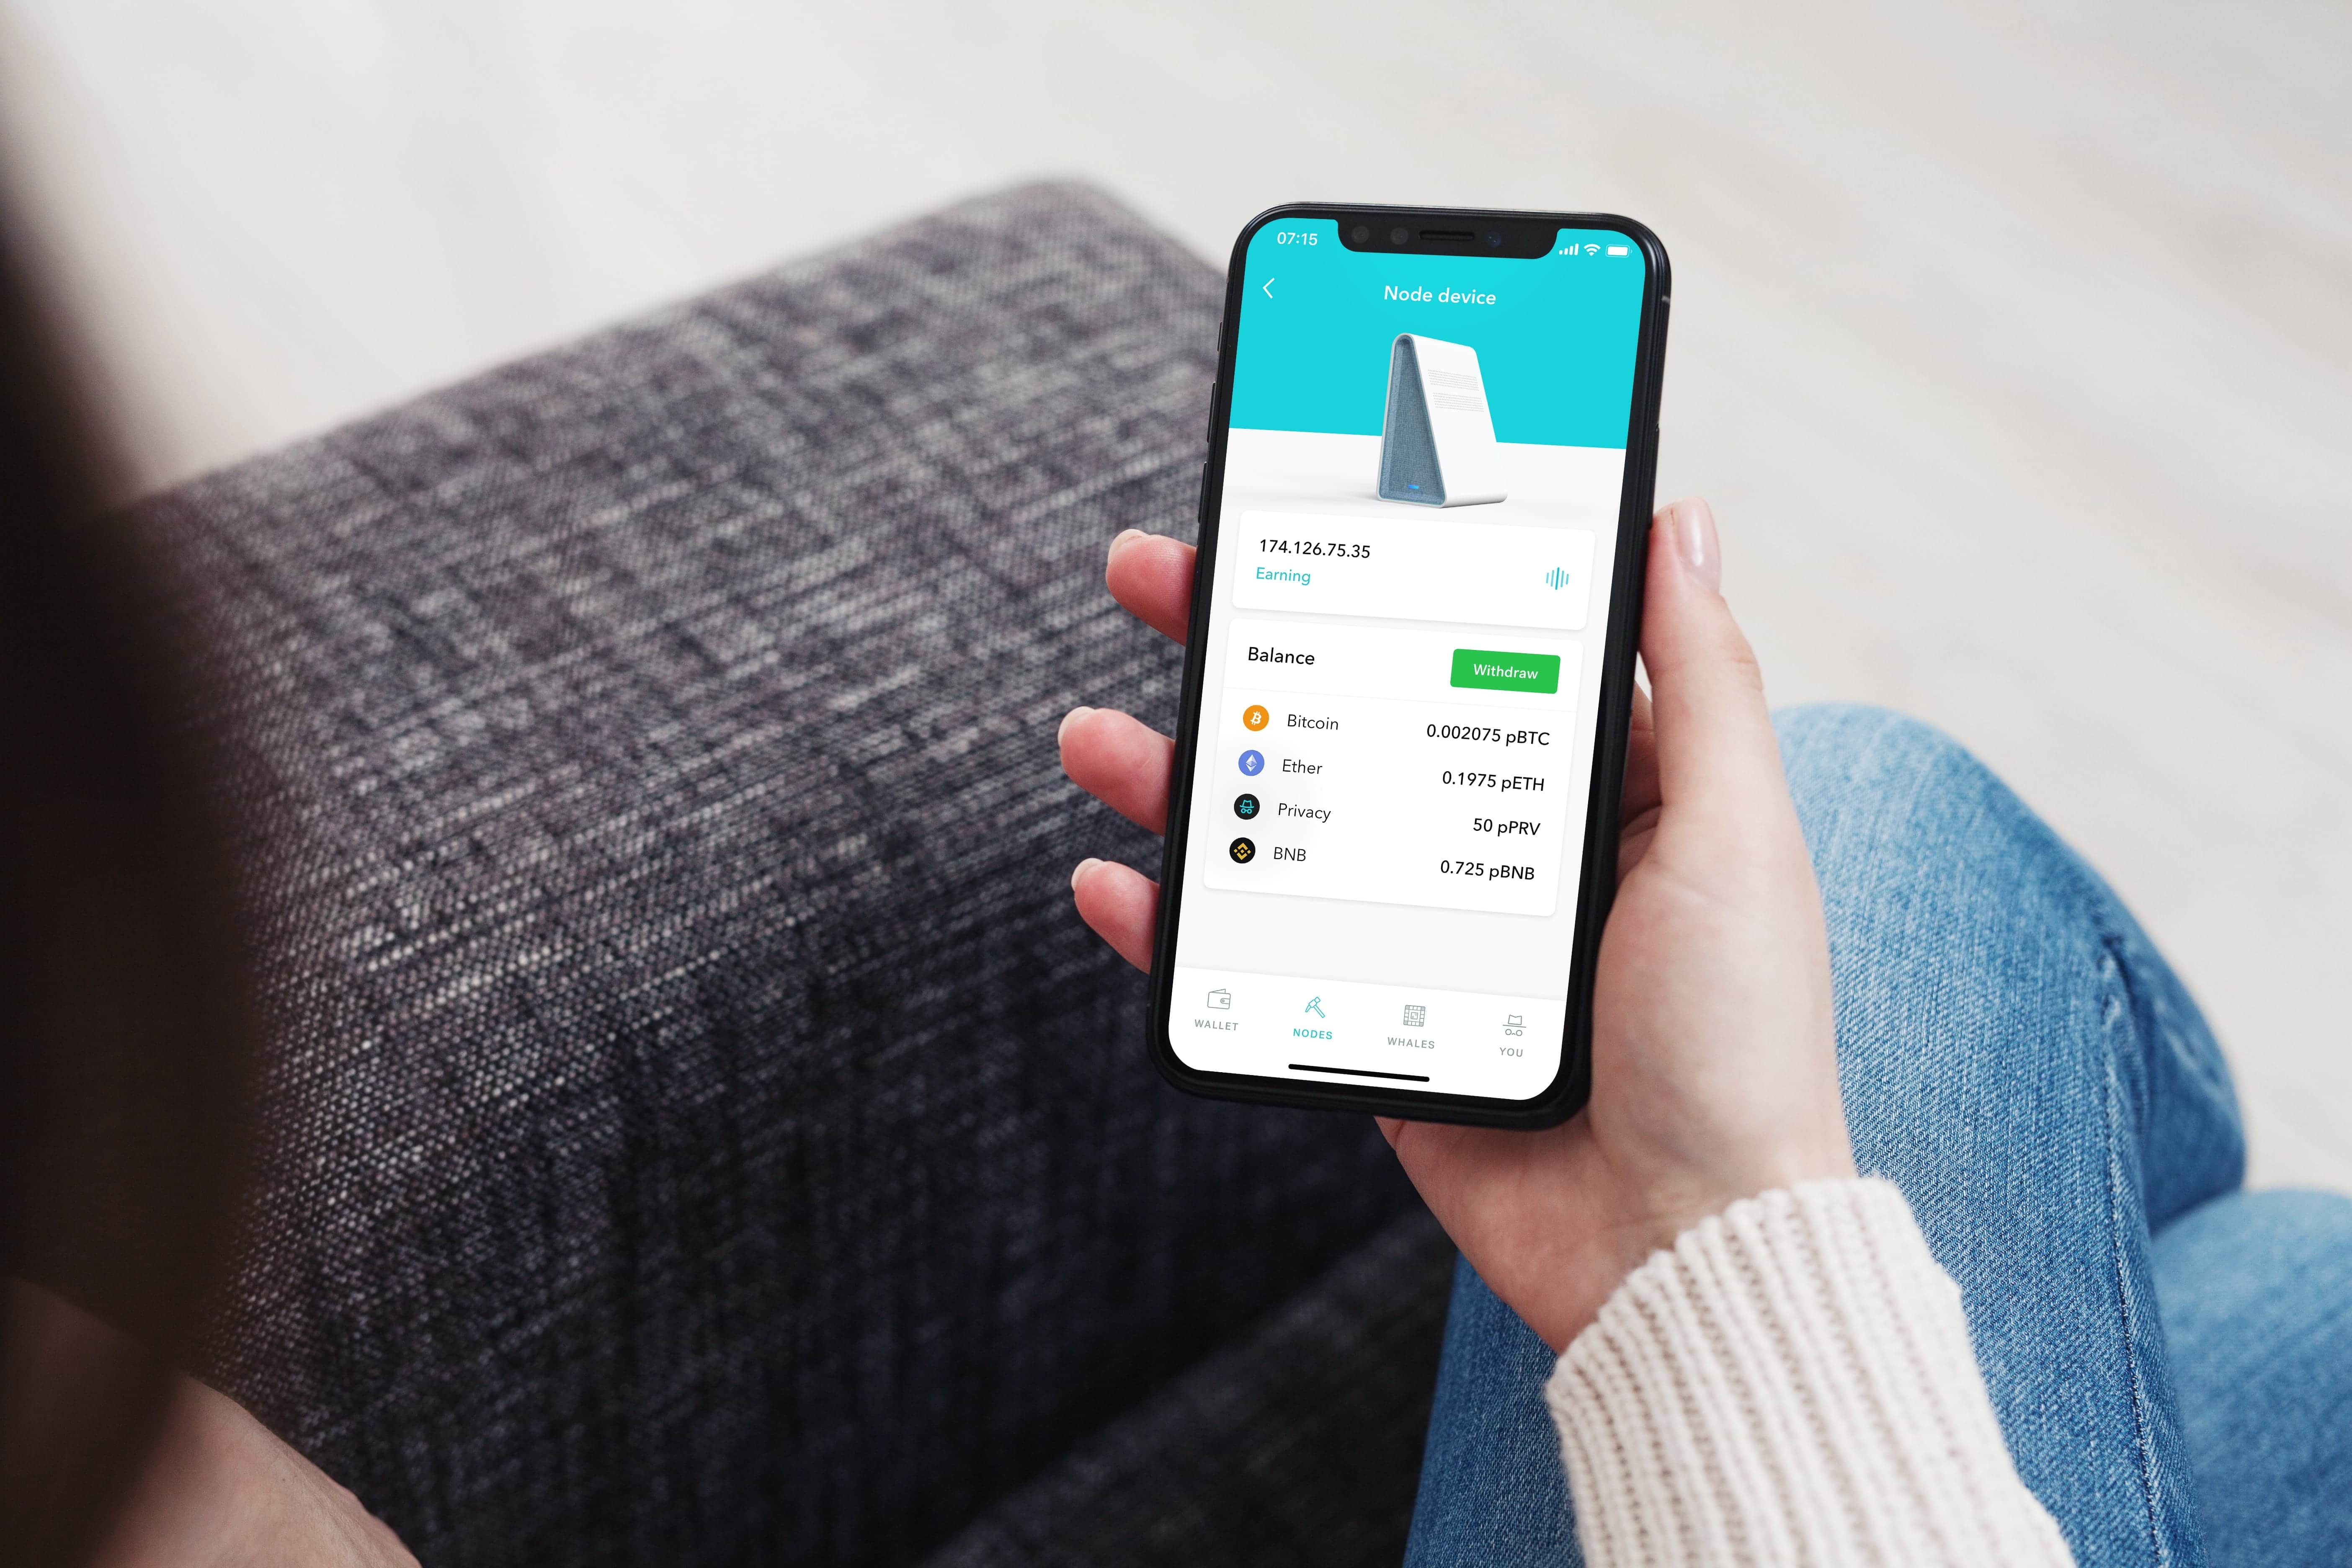 07:15
Node device
174.126.75.35
Earning
Balance
Withdraw
Bitcoin 0.002075 pBTC
Ether 0.1975 pETH
Privacy 50 pPRV
BNB 0.725 pBNB
WALLET NODES WHALES YOU